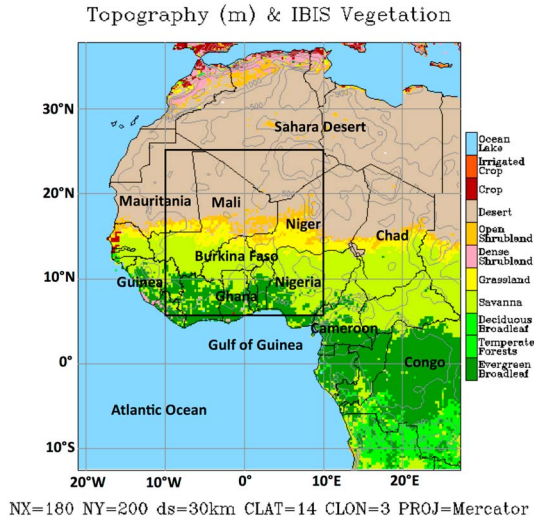 Topography (m) & IBIS Vegetation
30°N
20°N
10°N
0°
10°S
20°W
10°W
0°
10°E
20°E
Sahara Desert
Mauritania
Mali
Niger
Chad
Burkina Faso
Guinea
Ghana
Nigeria
Cameroon
Gulf of Guinea
Congo
Atlantic Ocean
Ocean
Lake
Irrigated
Crop
Crop
Desert
Open
Shrubland
Dense
Shrubland
Grassland
Savanna
Deciduous
Broadleaf
Temperate
Forests
Evergreen
Broadleaf
NX=180 NY=200 ds=30km CLAT=14 CLON=3 PROJ=Mercator